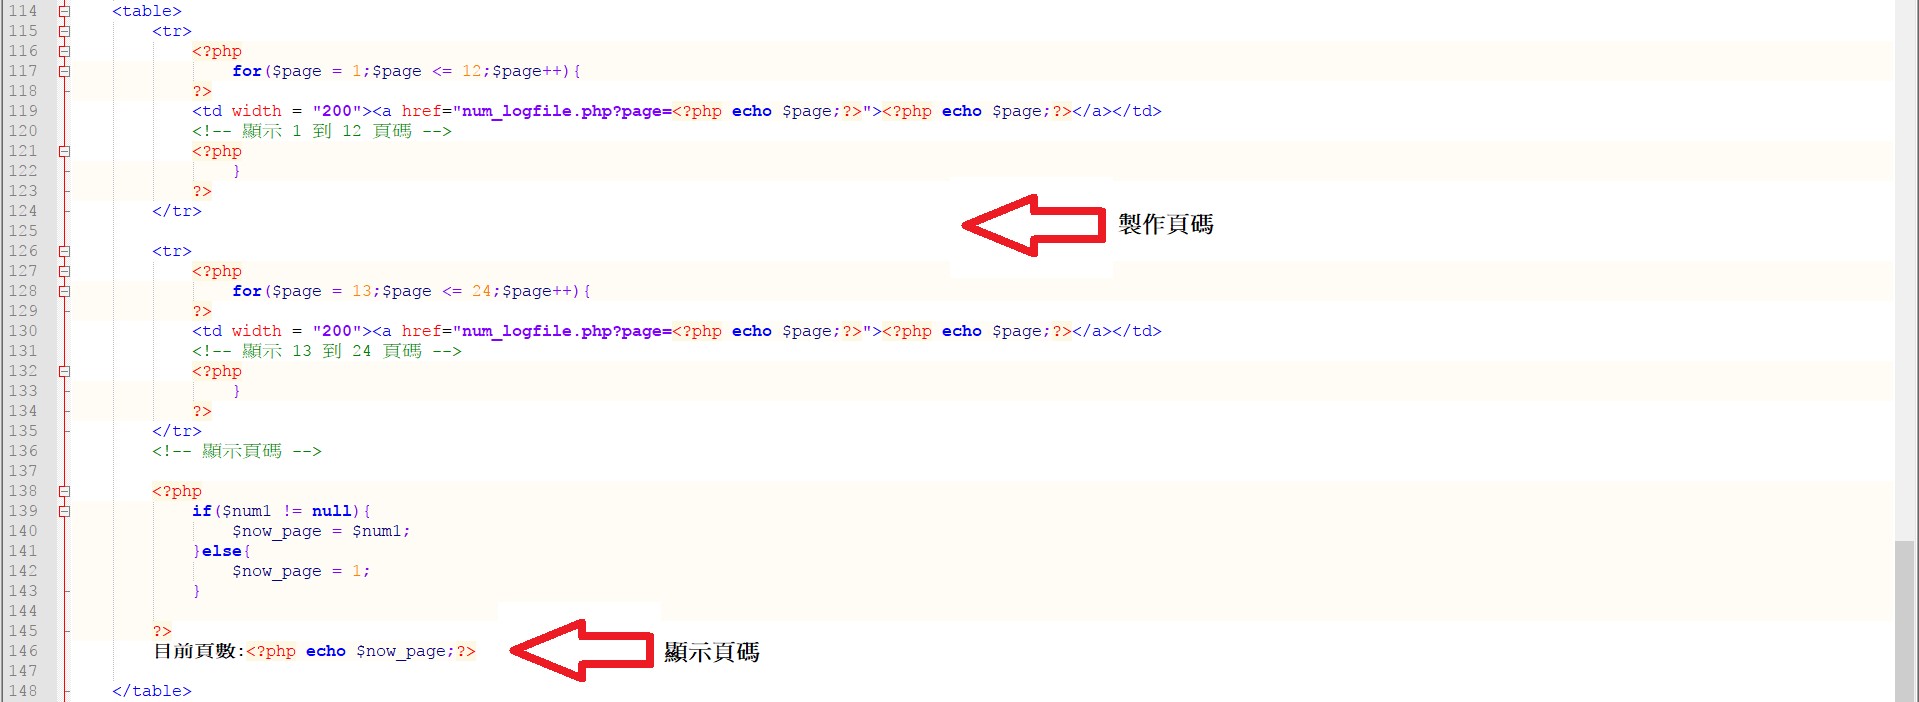 114 <table>
115 <tr>
116 <?php
117 for($page = 1;$page <= 12;$page++){
118 ?>
119 <td width = "200"><a href="num_logfile.php?page=<?php echo $page;?>"><?php echo $page;?></a></td>
120 <!-- 顯示 1 到 12 頁碼 -->
121 <?php
122 }
123 ?>
124 </tr>
製作頁碼
125
126 <tr>
127 <?php
128 for($page = 13;$page <= 24;$page++){
129 ?>
130 <td width = "200"><a href="num_logfile.php?page=<?php echo $page;?>"><?php echo $page;?></a></td>
131 <!-- 顯示 13 到 24 頁碼 -->
132 <?php
133 }
134 ?>
135 </tr>
136 <!-- 顯示頁碼 -->
137
138 <?php
139 if($num1 != null){
140 $now_page = $num1;
141 }else{
142 $now_page = 1;
143 }
144
145 ?>
146 目前頁數:<?php echo $now_page;?> 顯示頁碼
147
148 </table>